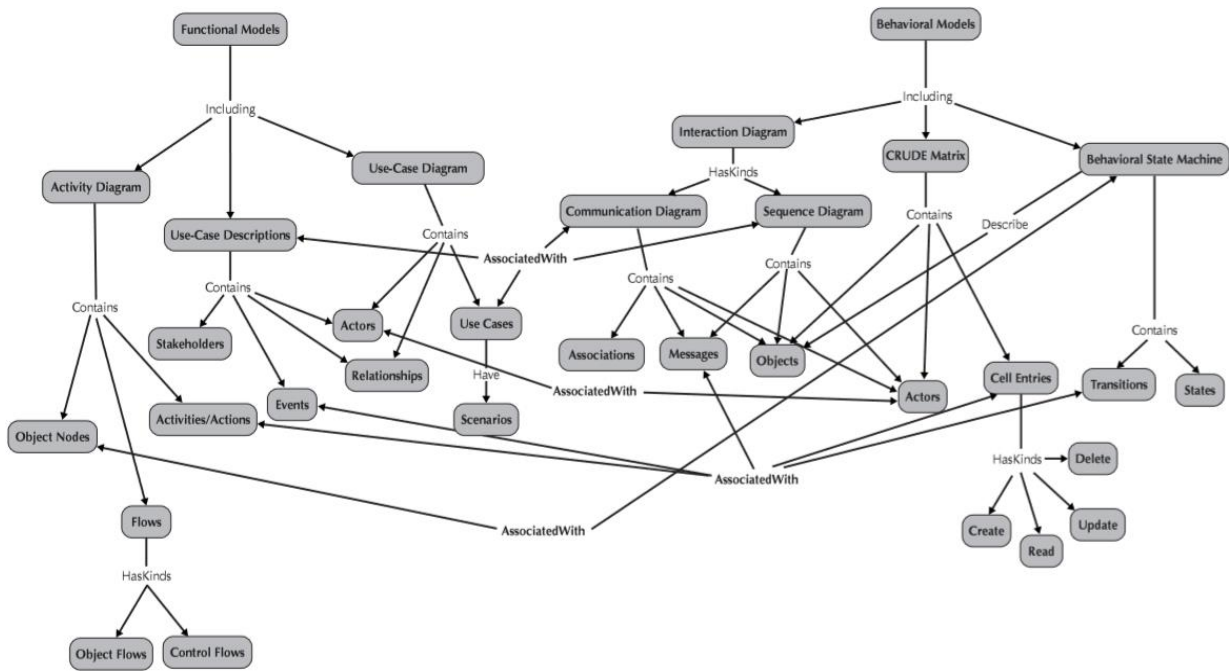 Functional Models
Behavioral Models
Including
Including
Interaction Diagram
CRUDE Matrix
Behavioral State Machine
Use-Case Diagram
Activity Diagram
HasKinds
Communication Diagram
Sequence Diagram
Contains
Describe
Use-Case Descriptions
Contains
AssociatedWith
Contains
Contains
Contains
Contains
Contains
Stakeholders
Actors
Use Cases
Associations
Messages
Objects
Relationships
Have
Cell Entries
Transitions
States
AssociatedWith
Actors
Events
Activities/Actions
Scenarios
Object Nodes
HasKinds
Delete
AssociatedWith
Flows
AssociatedWith
Create
Update
Read
HasKinds
Object Flows
Control Flows